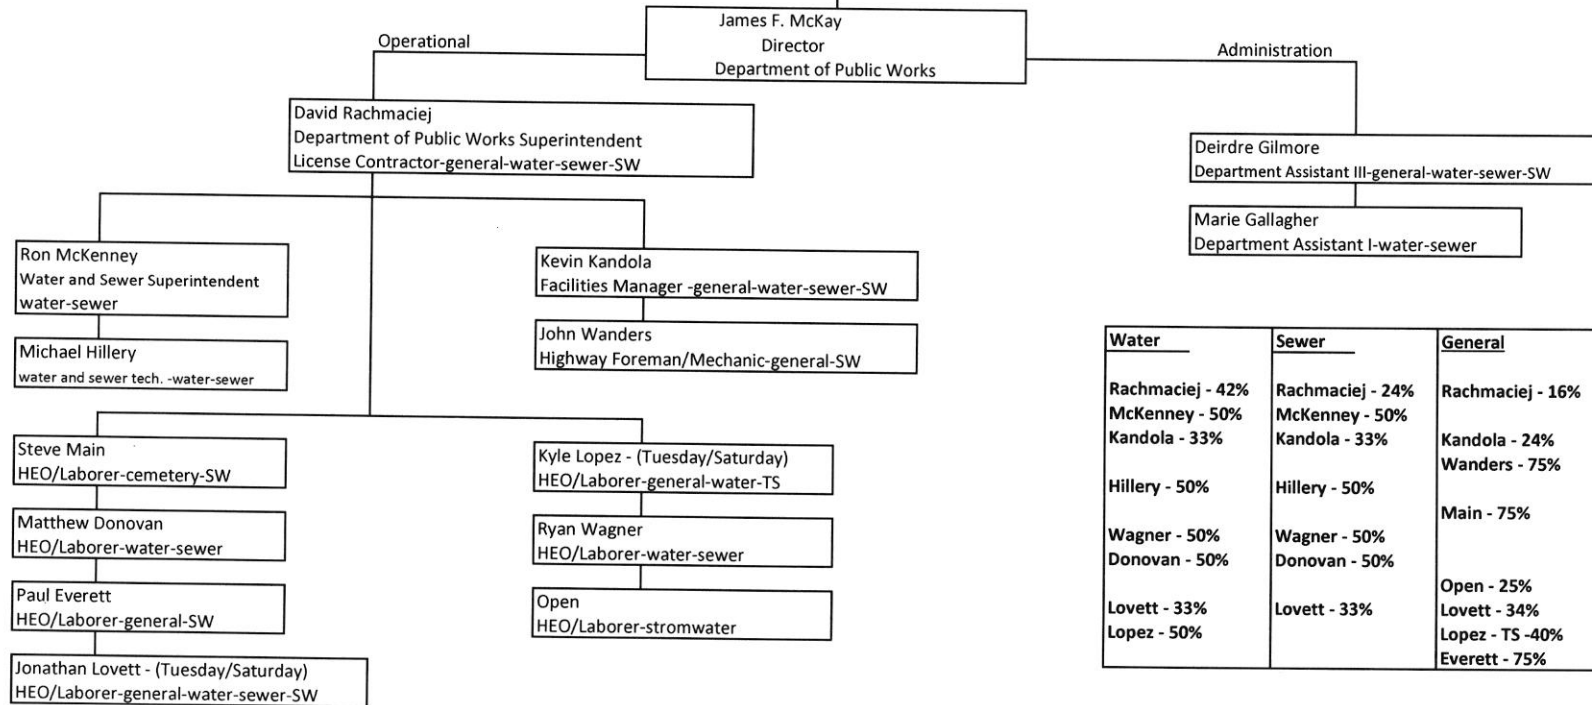 James F. McKay
Director
Department of Public Works
Operational
Administration
David Rachmaciej
Department of Public Works Superintendent
License Contractor-general-water-sewer-SW
Deirdre Gilmore
Department Assistant III-general-water-sewer-SW
Marie Gallagher
Department Assistant I-water-sewer
Ron McKenney
Water and Sewer Superintendent
water-sewer
Michael Hillery
water and sewer tech. -water-sewer
Kevin Kandola
Facilities Manager -general-water-sewer-SW
John Wanders
Highway Foreman/Mechanic-general-SW
Steve Main
HEO/Laborer-cemetery-SW
Matthew Donovan
HEO/Laborer-water-sewer
Paul Everett
HEO/Laborer-general-SW
Jonathan Lovett - (Tuesday/Saturday)
HEO/Laborer-general-water-sewer-SW
Kyle Lopez - (Tuesday/Saturday)
HEO/Laborer-general-water-TS
Ryan Wagner
HEO/Laborer-water-sewer
Open
HEO/Laborer-stromwater
Water
Rachmaciej - 42%
McKenney - 50%
Kandola - 33%
Hillery - 50%
Wagner - 50%
Donovan - 50%
Lovett - 33%
Lopez - 50%
Sewer
Rachmaciej - 24%
McKenney - 50%
Kandola - 33%
Hillery - 50%
Wagner - 50%
Donovan - 50%
Lovett - 33%
General
Rachmaciej - 16%
Kandola - 24%
Wanders - 75%
Main - 75%
Open - 25%
Lovett - 34%
Lopez - TS -40%
Everett - 75%